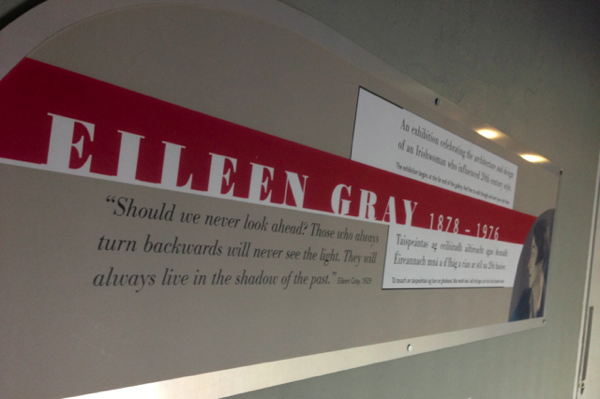 An exhibition celebrating the architecture and design
of an Irishwoman who influenced 20th century style
EILEEN GRAY 1878 - 1976
"Should we never look ahead? Those who always
turn backwards will never see the light. They will
always live in the shadow of the past." Eileen Gray, 1929
Taispeántas ag ceiliúradh ailtireacht agus dearadh
Éireannach mná a d'fhág a rian ar stíl na 20ú haoise